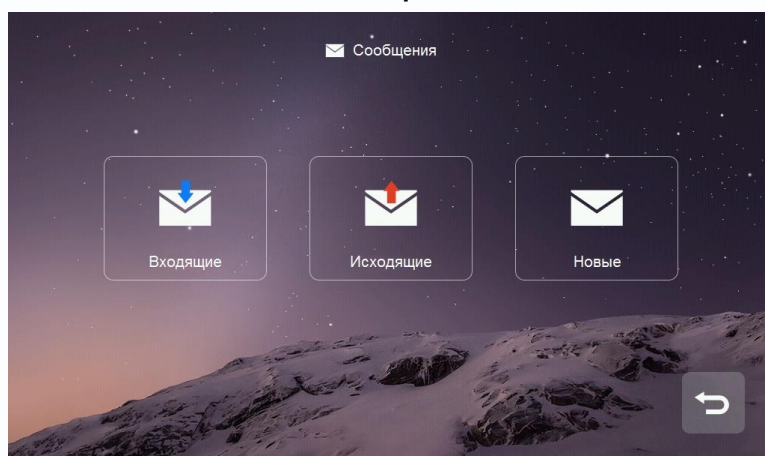 Сообщения
Входящие
Исходящие
Новые